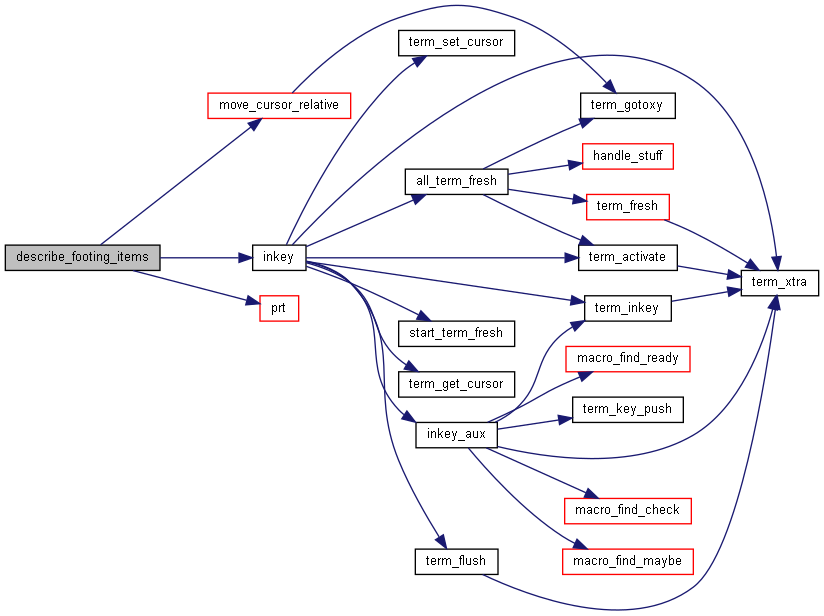 term_set_cursor
move_cursor_relative
term_gotoxy
handle_stuff
all_term_fresh
term_fresh
describe_footing_items
inkey
term_activate
term_xtra
prt
term_inkey
start_term_fresh
macro_find_ready
term_get_cursor
term_key_push
inkey_aux
macro_find_check
term_flush
macro_find_maybe